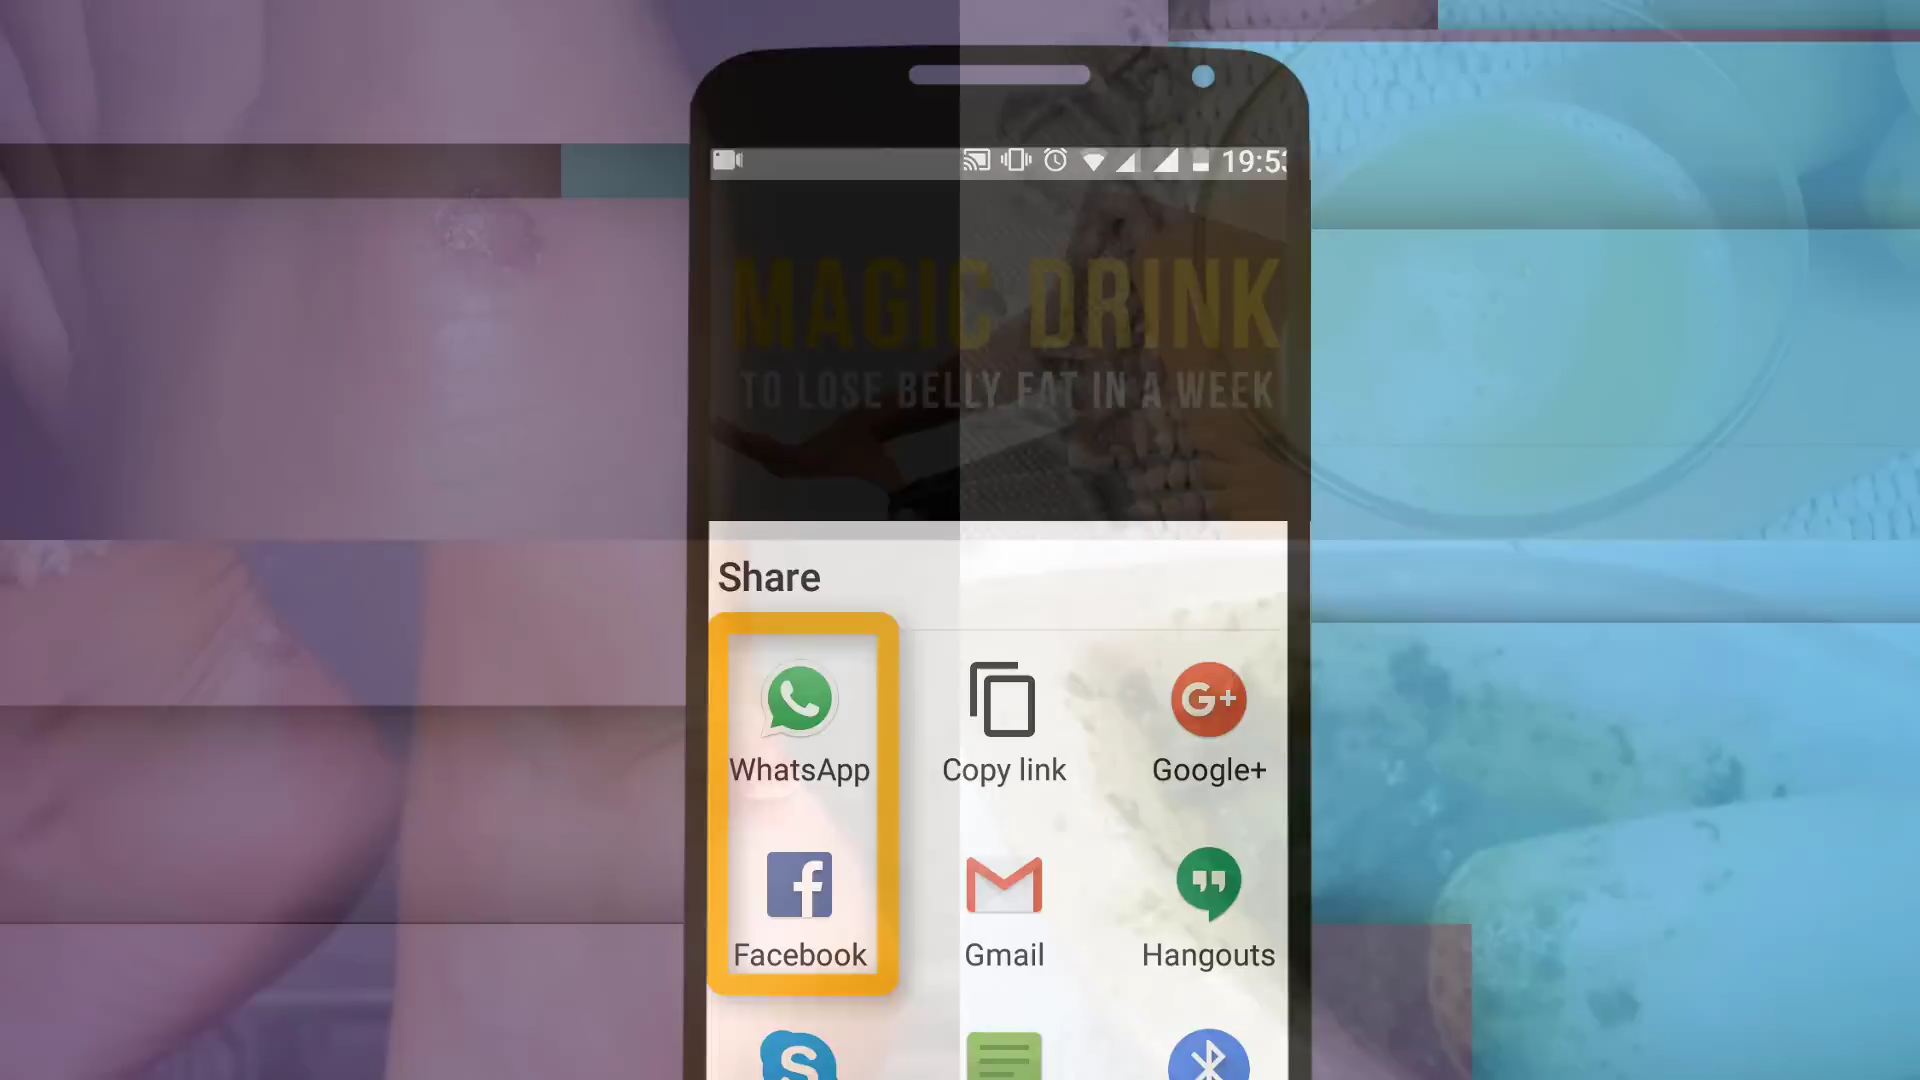 19:53
MAGIC DRINK
TO LOSE BELLY FAT IN A WEEK
Share
WhatsApp
Copy link
Google+
Facebook
Gmail
Hangouts